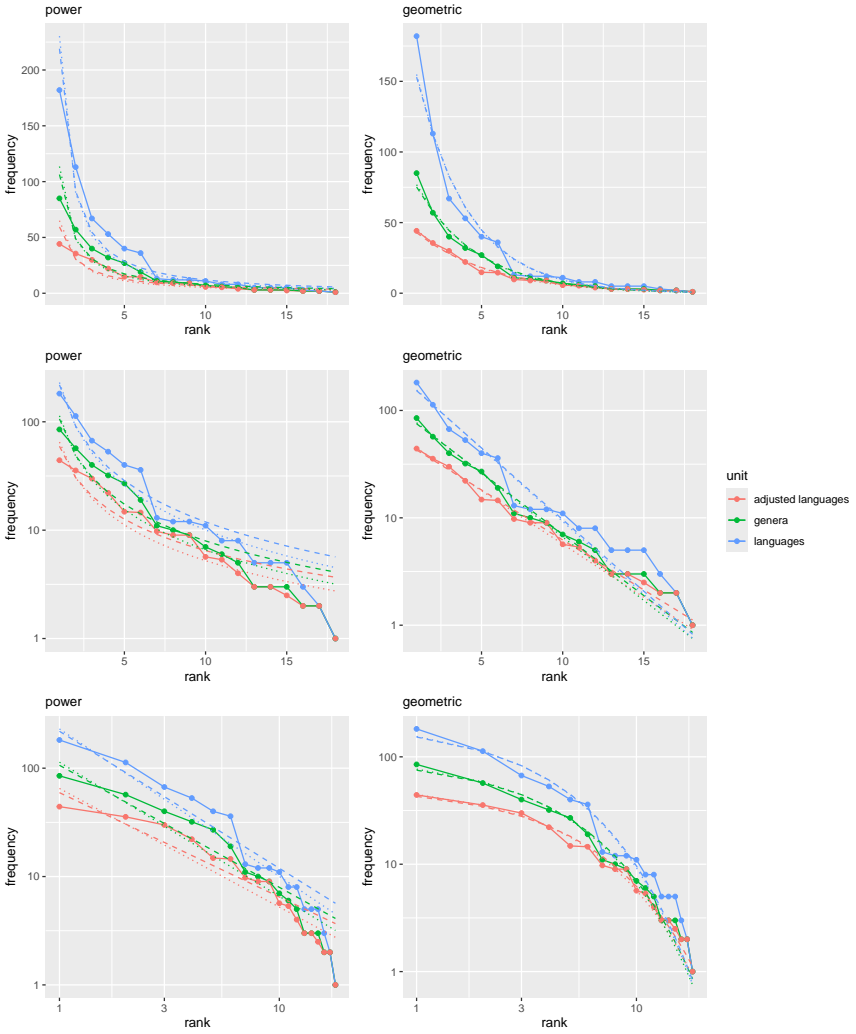 power
geometric
200
150
100
50
0
frequency
5
10
15
rank
150
100
50
0
frequency
5
10
15
rank
power
geometric
100
10
1
frequency
5
10
15
rank
100
10
1
frequency
5
10
15
rank
unit
adjusted languages
genera
languages
power
geometric
100
10
1
frequency
1
3
10
rank
100
10
1
frequency
1
3
10
rank